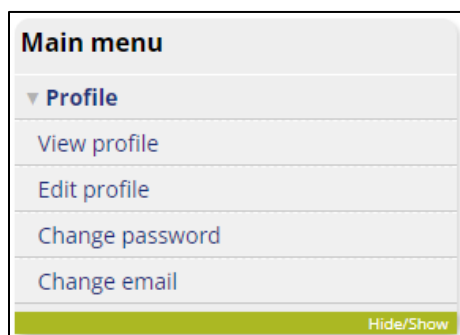 Main menu
Profile
View profile
Edit profile
Change password
Change email
Hide/Show